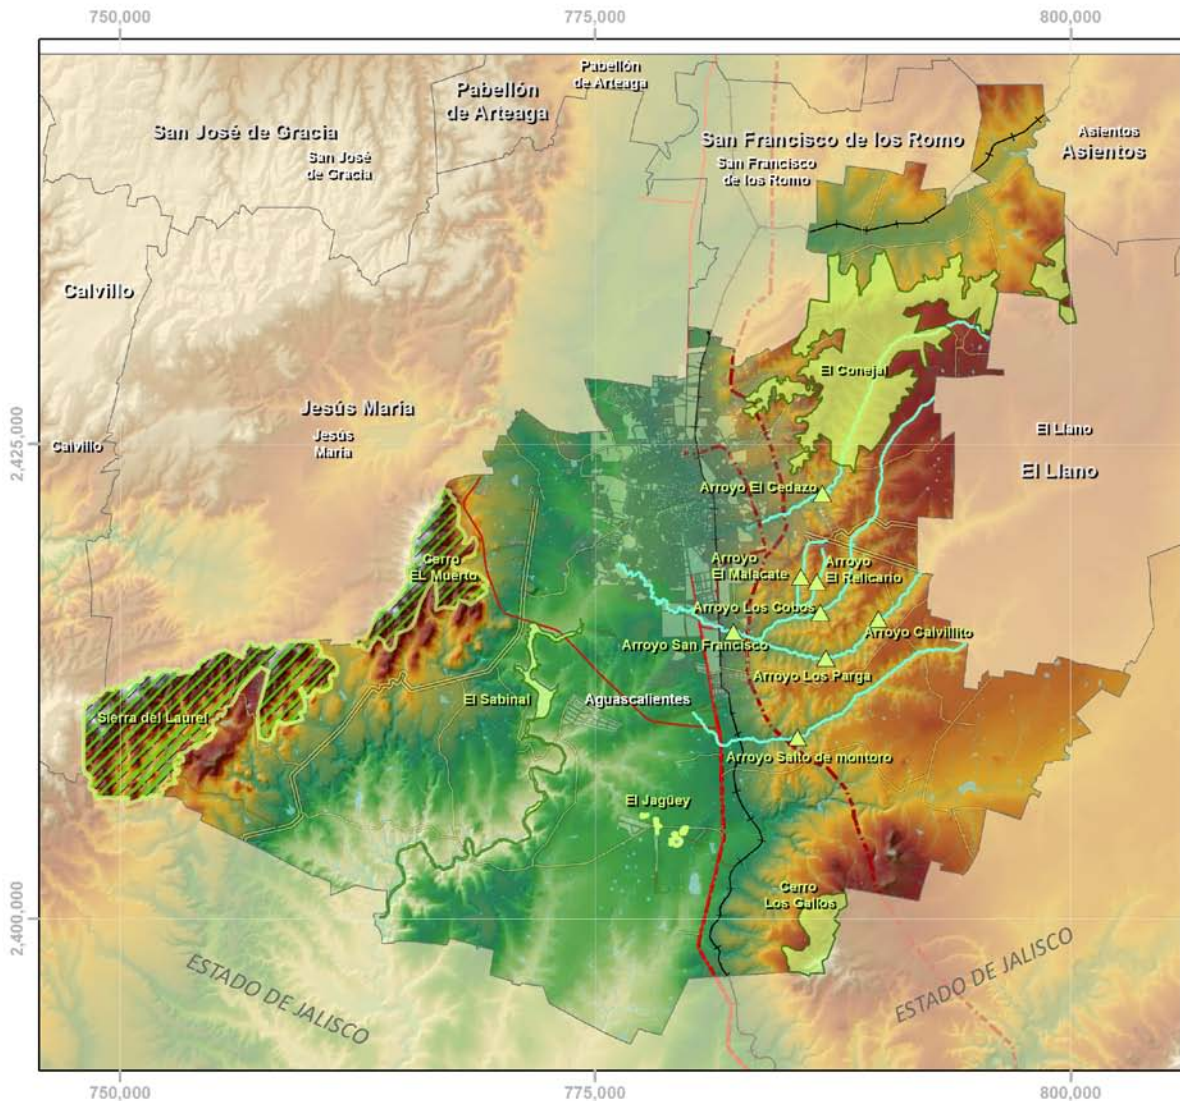 750,000
775,000
800,000
Pabellón
de Arteaga
Pabellón
de Arteaga
San José de Gracia
San José
de Gracia
San Francisco de los Romo
San Francisco
de los Romo
Asientos
Asientos
Calvillo
El Conejal
Jesús Maria
Jesús
Maria
Calvillo
El Llano
El Llano
2,425,000
Arroyo El Cedazo
Arroyo
El Malacate
Arroyo
El Relicario
Cerro
EL Muerto
Arroyo Los Cobos
Arroyo San Francisco
Arroyo Calvillito
Arroyo Los Parga
El Sabinal
Aguascalientes
Sierra del Laurel
Arroyo Salto de montoro
El Jagüey
Cerro
Los Gallos
2,400,000
ESTADO DE JALISCO
ESTADO DE JALISCO
750,000
775,000
800,000